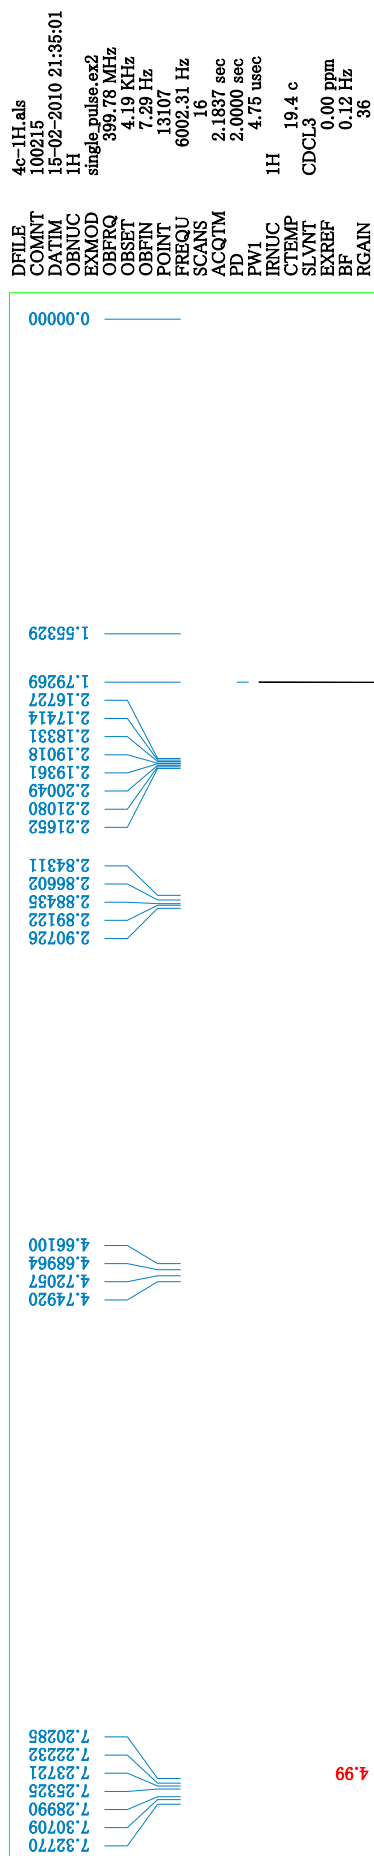 DFILE 4c-1H.als
COMNT 100215
DATIM 15-02-2010 21:35:01
OBNUC 1H
EXMOD single_pulse.ex2
OBFRQ 399.78 MHz
OBSET 4.19 KHz
OBFIN 7.29 Hz
POINT 13107
FREQU 6002.31 Hz
SCANS 16
ACQTM 2.1837 sec
PD 2.0000 sec
PW1 4.75 usec
IRNUC 1H
CTEMP 19.4 c
SLVNT CDCL3
EXREF 0.00 ppm
BF 0.12 Hz
RGAIN 36
0.00000
1.55329
1.79269
2.16727
2.17414
2.18331
2.19018
2.19361
2.20049
2.21080
2.21652
2.84311
2.86602
2.88435
2.89122
2.90726
4.66100
4.68964
4.72057
4.74920
7.20285
7.22232
7.23721
7.25325
7.28990
7.30709
7.32770
4.99